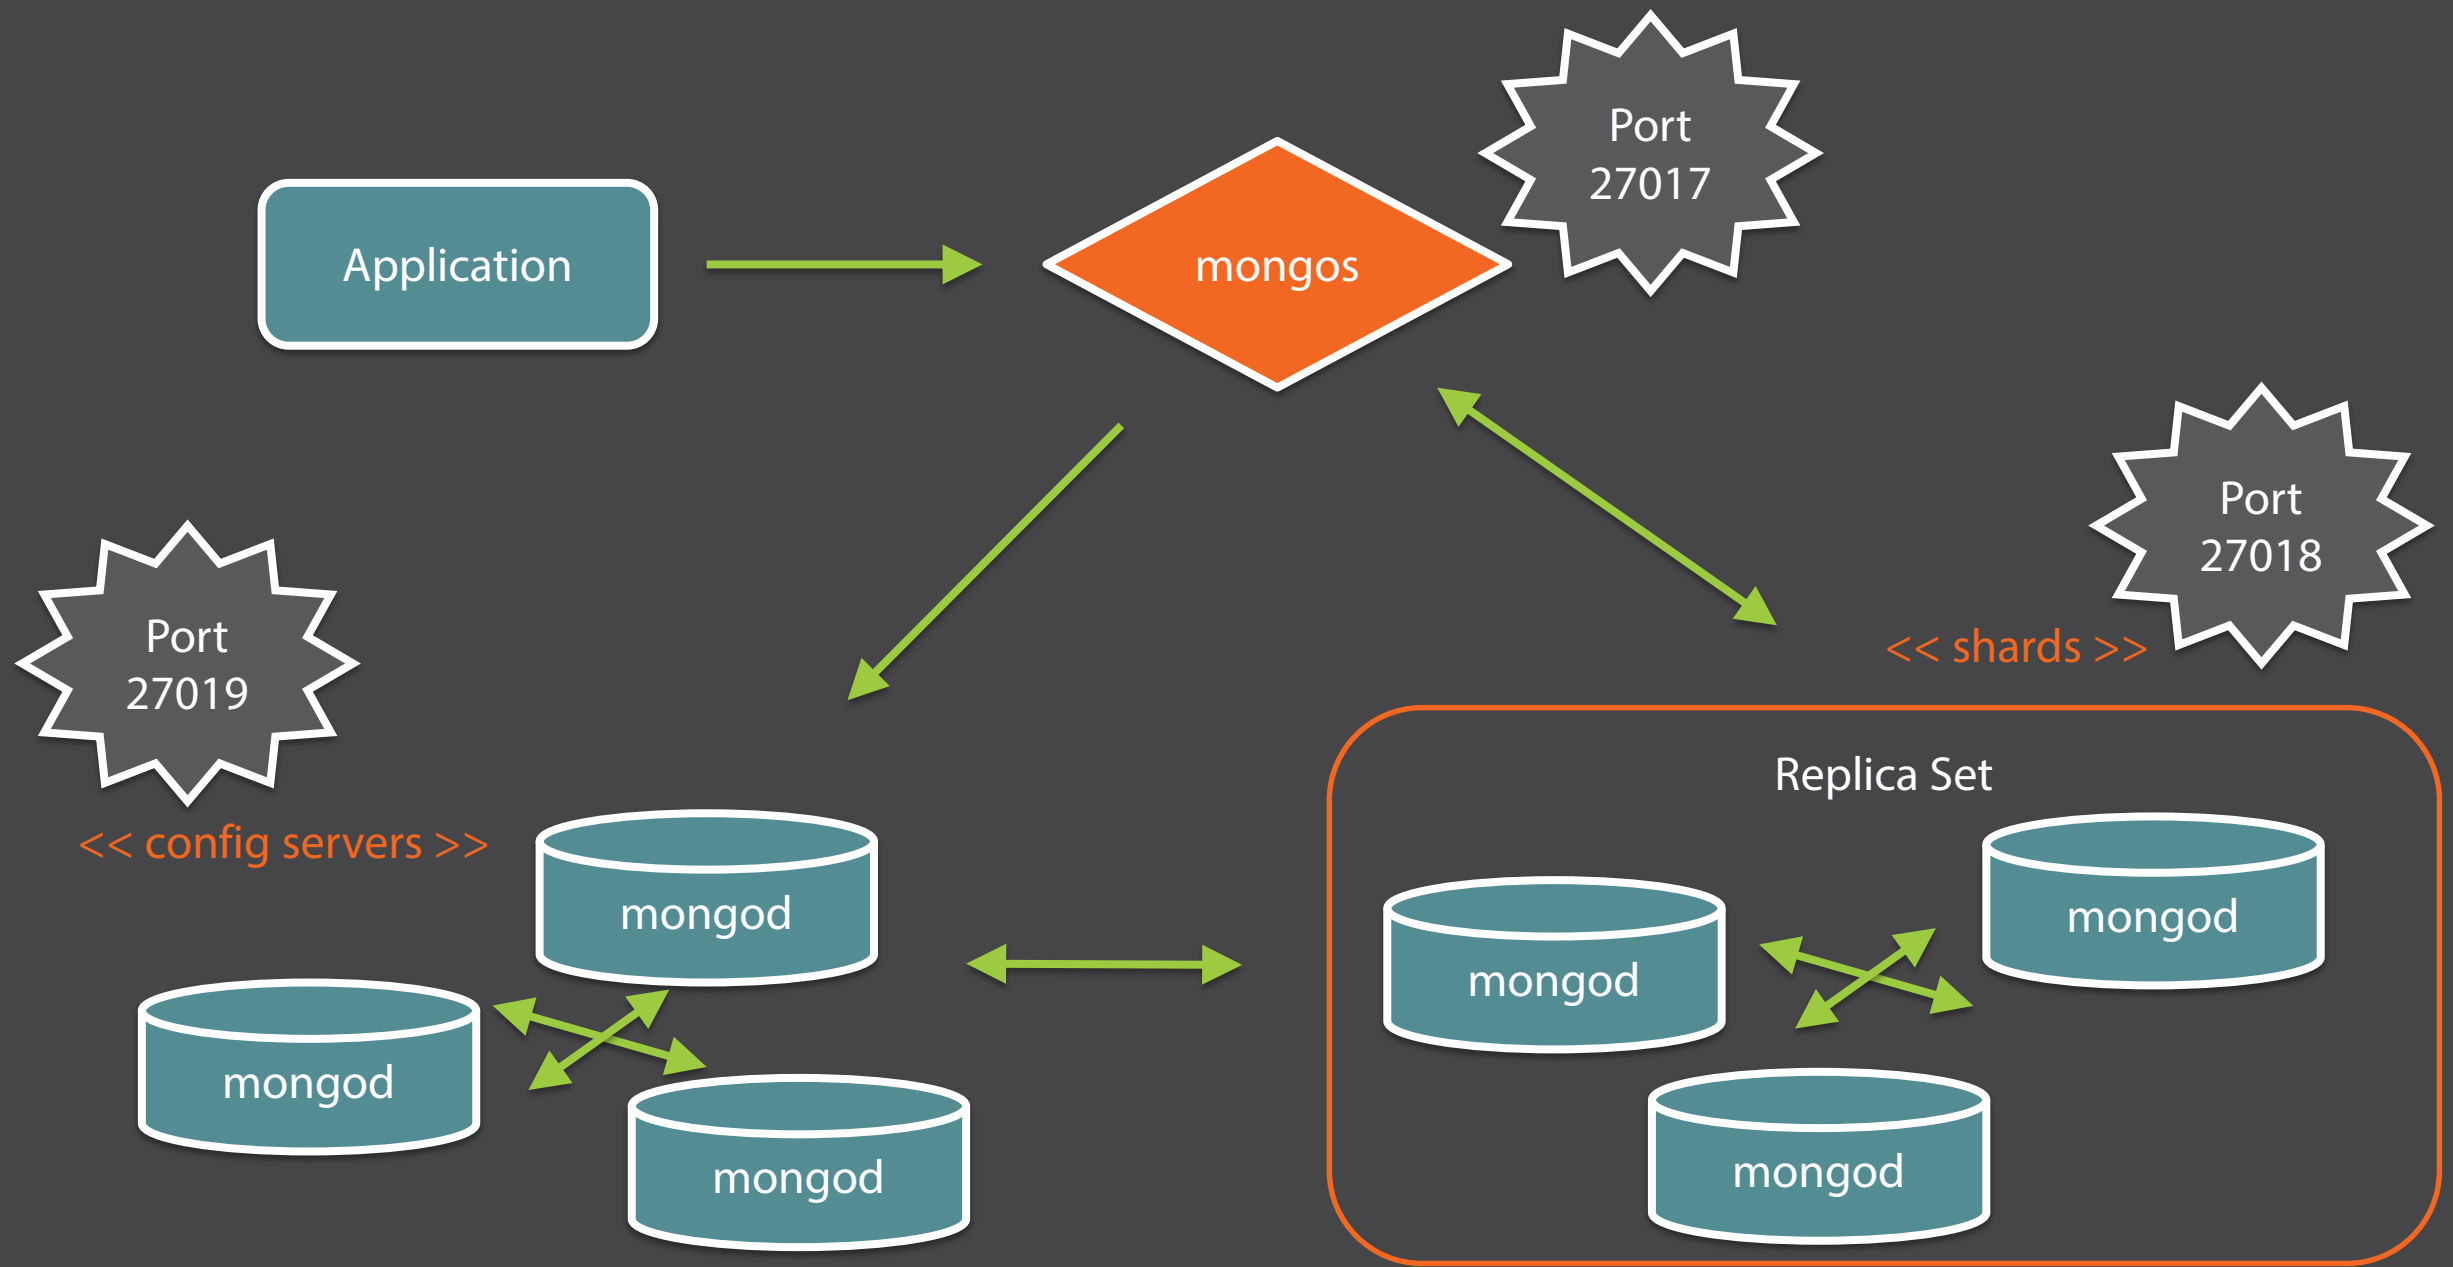 Port
27017
Application
mongos
Port
27018
<< shards >>
Port
27019
<< config servers >>
Replica Set
mongod
mongod
mongod
mongod
mongod
mongod